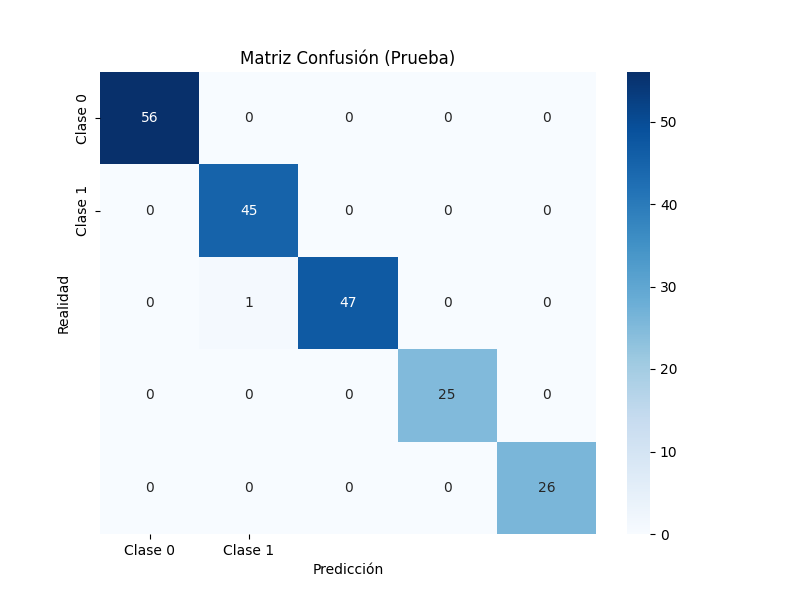 Matriz Confusión (Prueba)
Clase 0
56 0 0 0 0
Clase 1
0 45 0 0 0
Realidad
0 1 47 0 0
0 0 0 25 0
0 0 0 0 26
Clase 0 Clase 1
Predicción
50
40
30
20
10
0